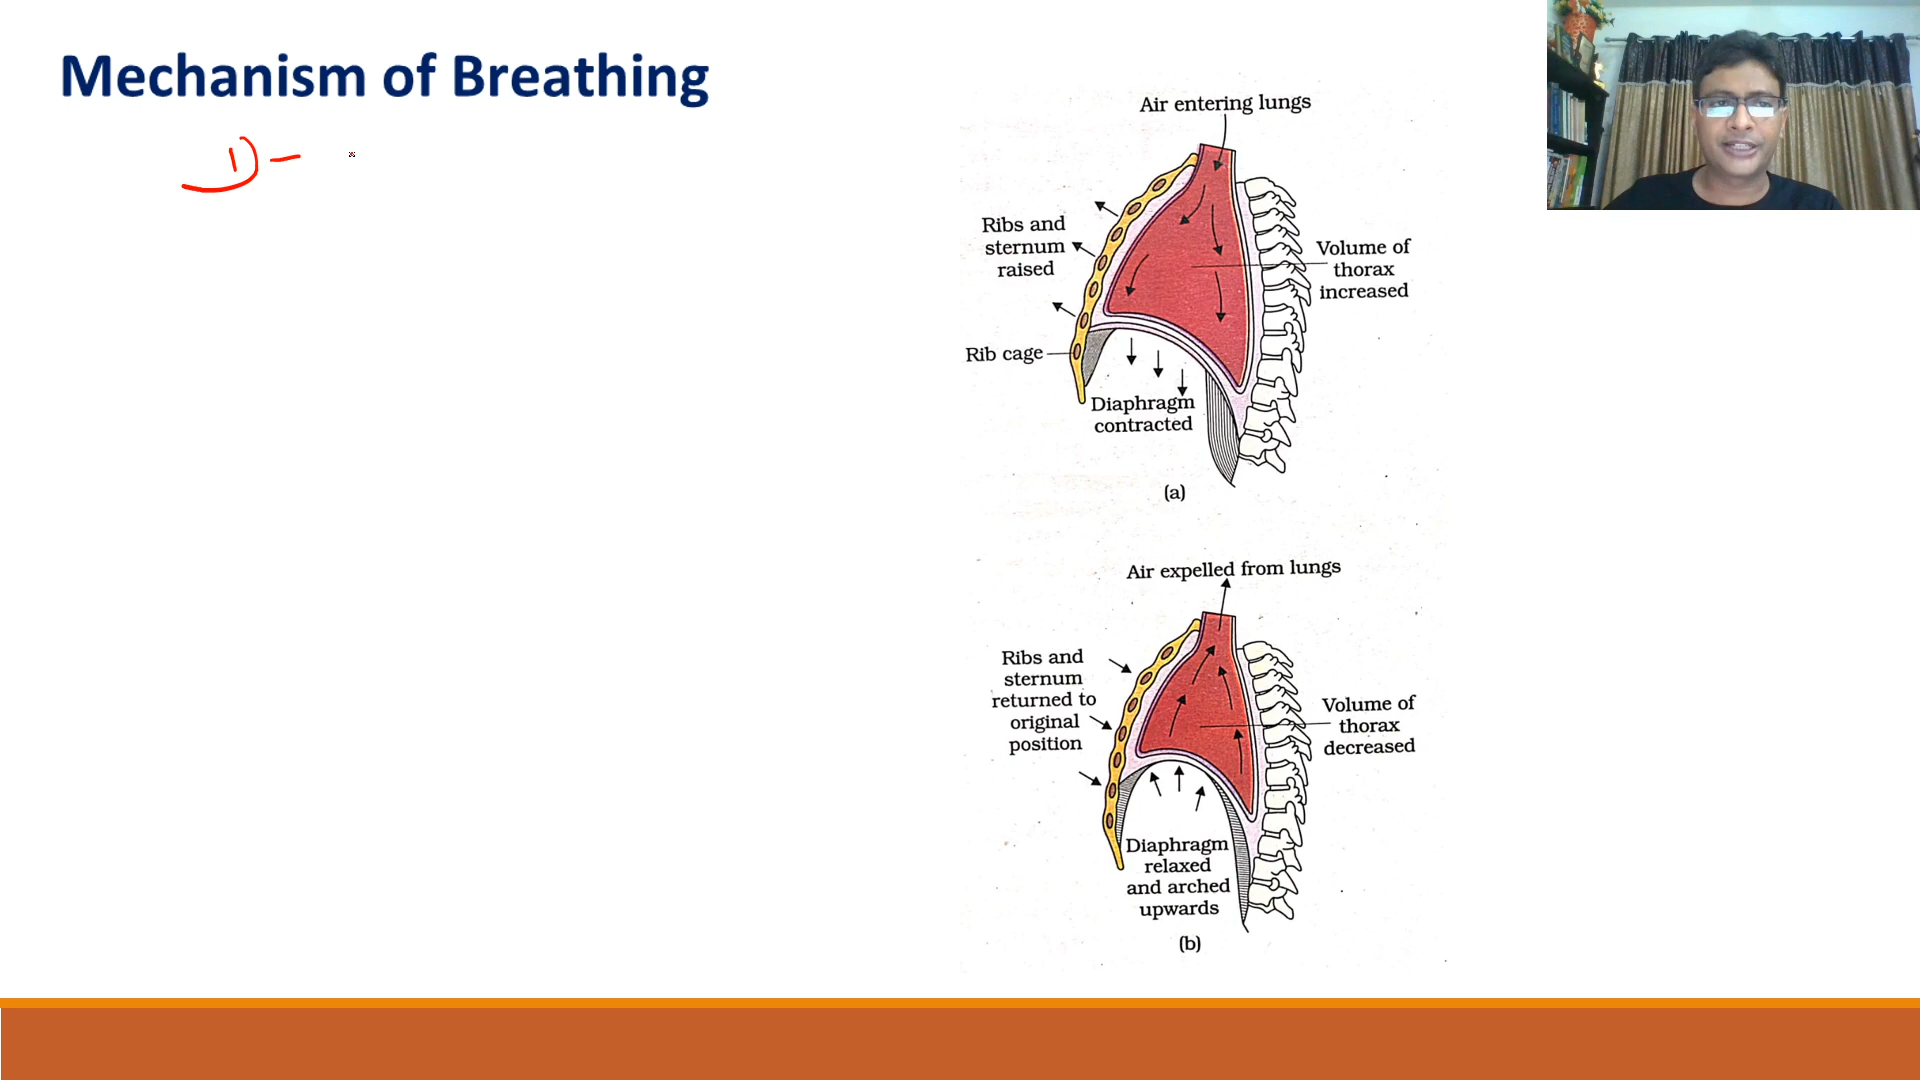 Mechanism of Breathing
1) -
Air entering lungs
Ribs and
sternum
raised
Volume of
thorax
increased
Rib cage
Diaphragm
contracted
(a)
Air expelled from lungs
Ribs and
sternum
returned to
original
position
Volume of
thorax
decreased
Diaphragm
relaxed
and arched
upwards
(b)